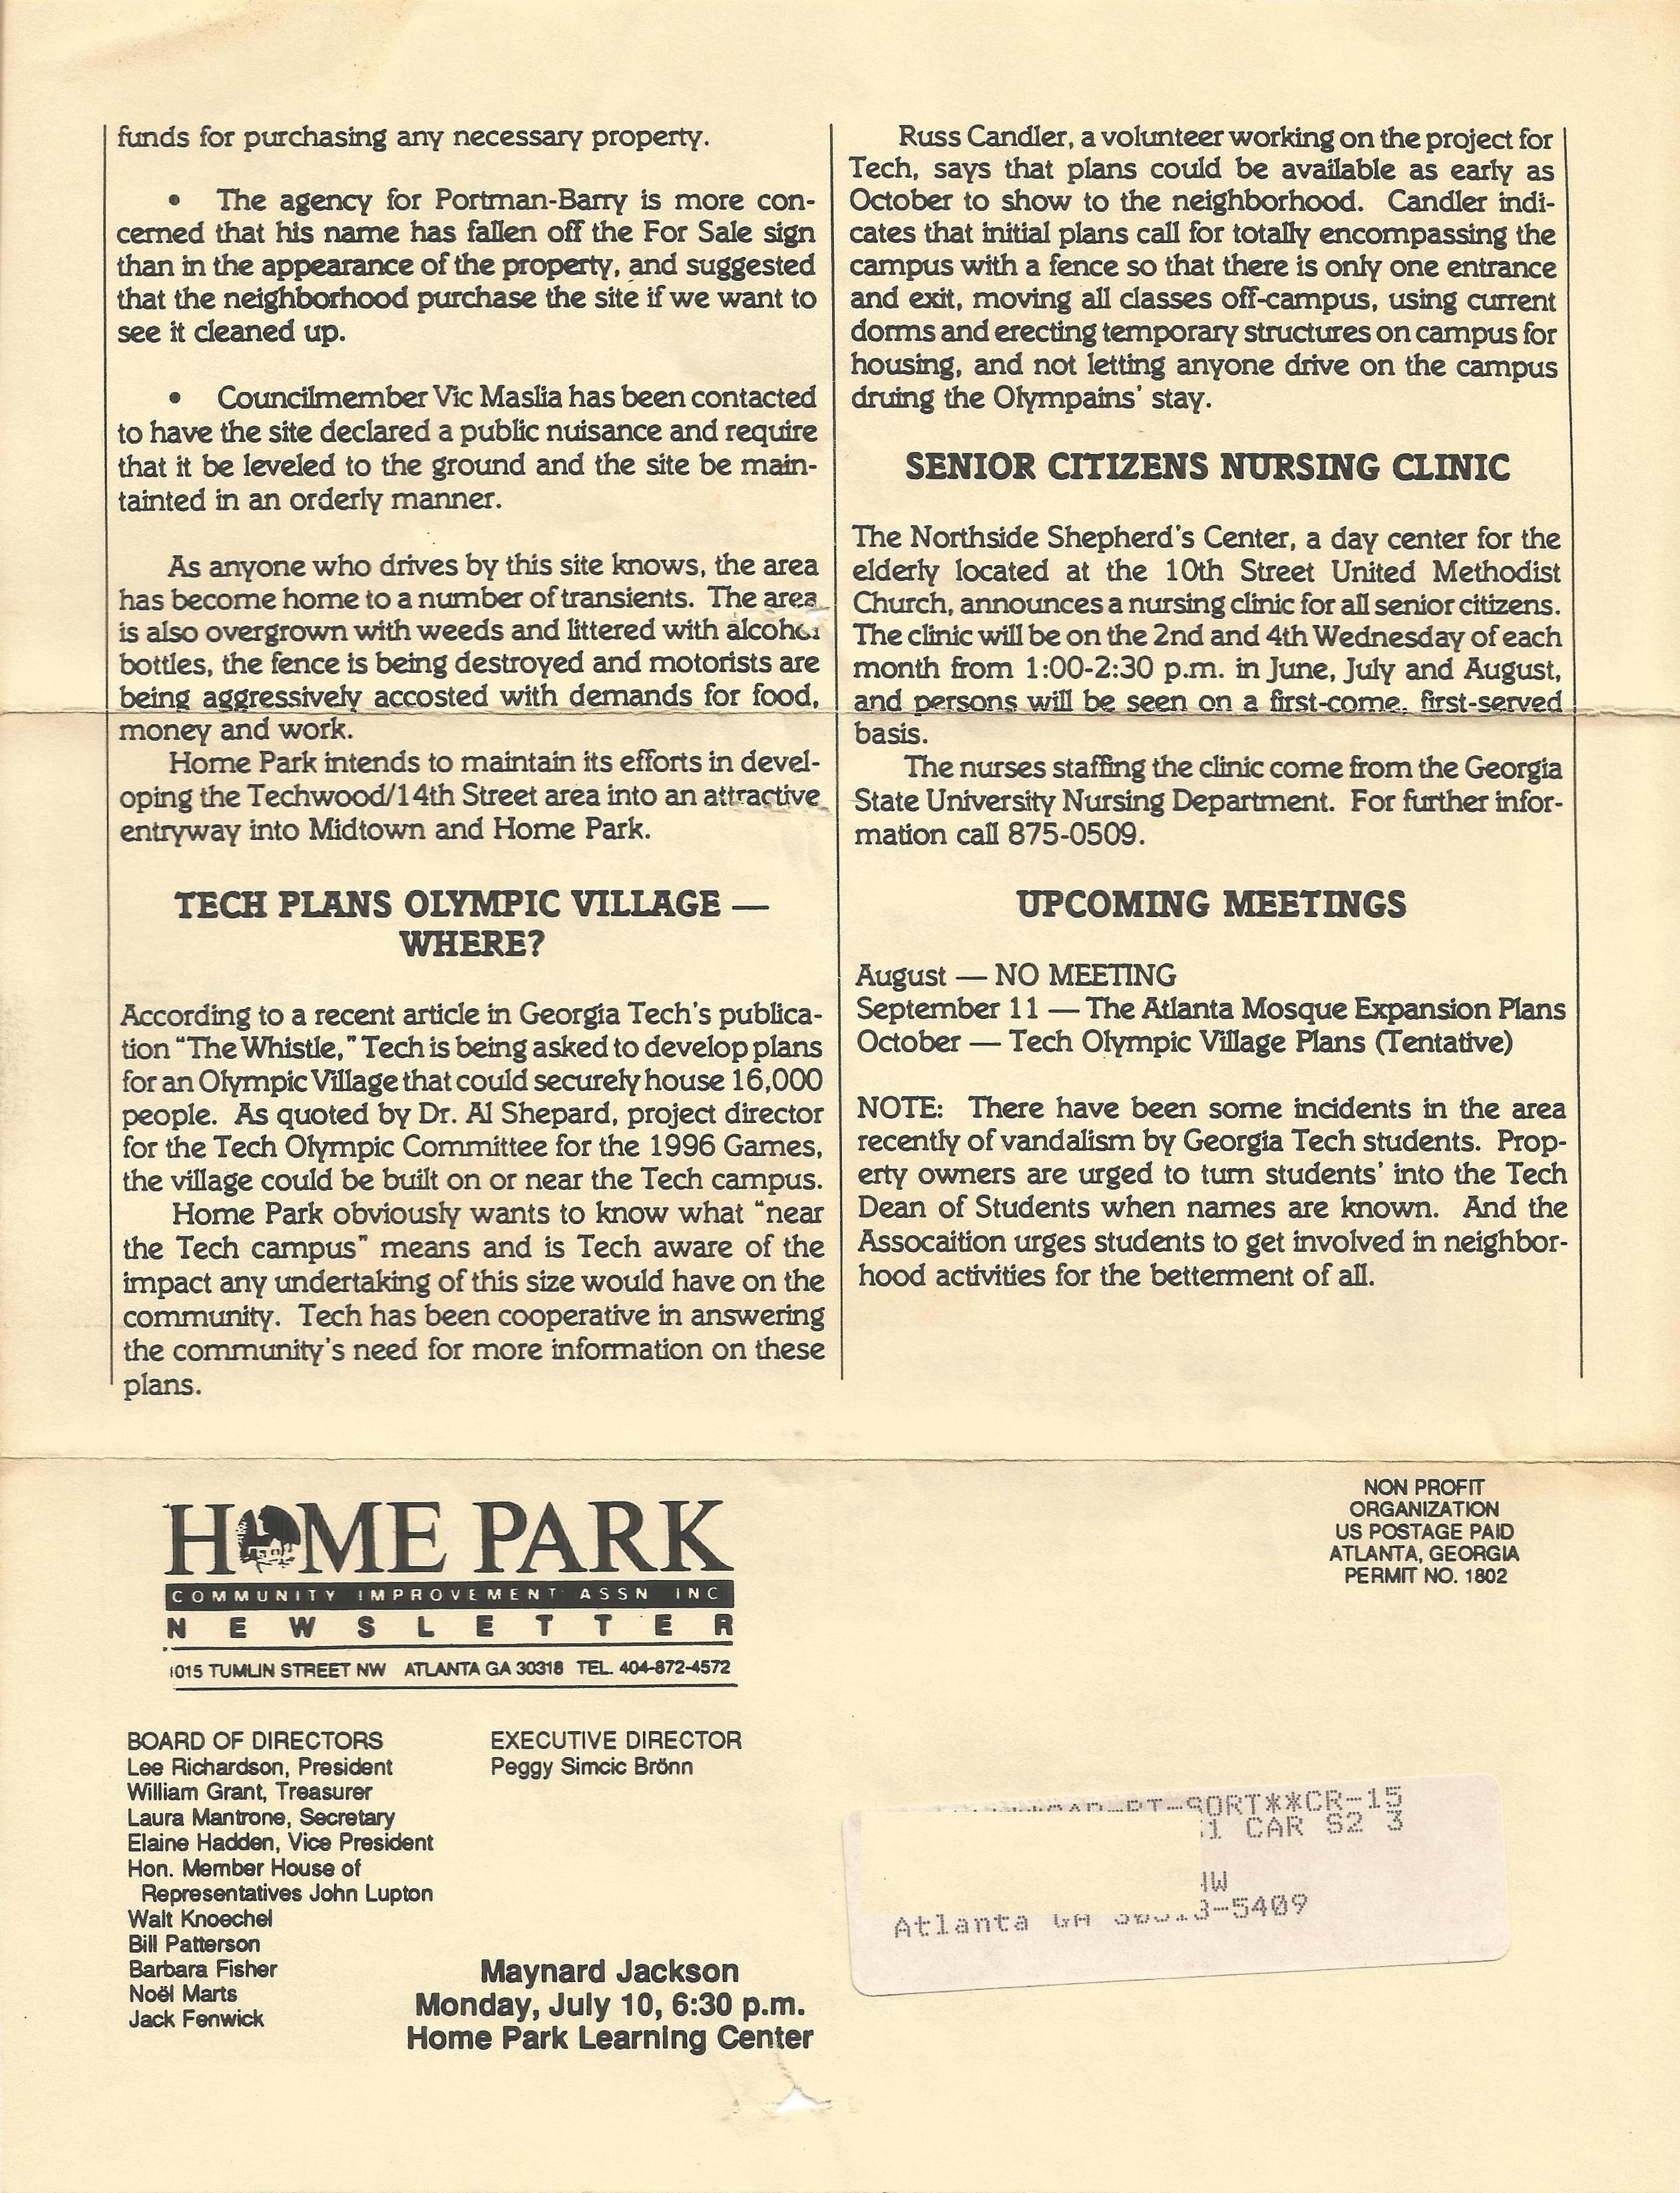 funds for purchasing any necessary property.
• The agency for Portman-Barry is more con-
cerned that his name has fallen off the For Sale sign
than in the appearance of the property, and suggested
that the neighborhood purchase the site if we want to
see it cleaned up.
• Councilmember Vic Maslia has been contacted
to have the site declared a public nuisance and require
that it be leveled to the ground and the site be main-
tainted in an orderly manner.
As anyone who drives by this site knows, the area
has become home to a number of transients. The area
is also overgrown with weeds and littered with alcohol
bottles, the fence is being destroyed and motorists are
being aggressively accosted with demands for food,
money and work.
Home Park intends to maintain its efforts in devel-
oping the Techwood/14th Street area into an attractive
entryway into Midtown and Home Park.
TECH PLANS OLYMPIC VILLAGE —
WHERE?
According to a recent article in Georgia Tech's publica-
tion "The Whistle," Tech is being asked to develop plans
for an Olympic Village that could securely house 16,000
people. As quoted by Dr. Al Shepard, project director
for the Tech Olympic Committee for the 1996 Games,
the village could be built on or near the Tech campus.
Home Park obviously wants to know what "near
the Tech campus" means and is Tech aware of the
impact any undertaking of this size would have on the
community. Tech has been cooperative in answering
the community's need for more information on these
plans.
Russ Candler, a volunteer working on the project for
Tech, says that plans could be available as early as
October to show to the neighborhood. Candler indi-
cates that initial plans call for totally encompassing the
campus with a fence so that there is only one entrance
and exit, moving all classes off-campus, using current
dorms and erecting temporary structures on campus for
housing, and not letting anyone drive on the campus
druing the Olympains' stay.
SENIOR CITIZENS NURSING CLINIC
The Northside Shepherd's Center, a day center for the
elderly located at the 10th Street United Methodist
Church, announces a nursing clinic for all senior citizens.
The clinic will be on the 2nd and 4th Wednesday of each
month from 1:00-2:30 p.m. in June, July and August,
and persons will be seen on a first-come, first-served
basis.
The nurses staffing the clinic come from the Georgia
State University Nursing Department. For further infor-
mation call 875-0509.
UPCOMING MEETINGS
August — NO MEETING
September 11 — The Atlanta Mosque Expansion Plans
October — Tech Olympic Village Plans (Tentative)
NOTE: There have been some incidents in the area
recently of vandalism by Georgia Tech students. Prop-
erty owners are urged to turn students' into the Tech
Dean of Students when names are known. And the
Assocaition urges students to get involved in neighbor-
hood activities for the betterment of all.
HOME PARK
COMMUNITY IMPROVEMENT ASSN INC
NEWSLETTER
1015 TUMLIN STREET NW ATLANTA GA 30318 TEL. 404-872-4572
NON PROFIT
ORGANIZATION
US POSTAGE PAID
ATLANTA, GEORGIA
PERMIT NO. 1802
BOARD OF DIRECTORS
Lee Richardson, President
William Grant, Treasurer
Laura Mantrone, Secretary
Elaine Hadden, Vice President
Hon. Member House of
Representatives John Lupton
Walt Knoechel
Bill Patterson
Barbara Fisher
Noël Marts
Jack Fenwick
EXECUTIVE DIRECTOR
Peggy Simcic Brönn
Maynard Jackson
Monday, July 10, 6:30 p.m.
Home Park Learning Center
SORT**CR-15
CAR S2 3
Atlanta GA